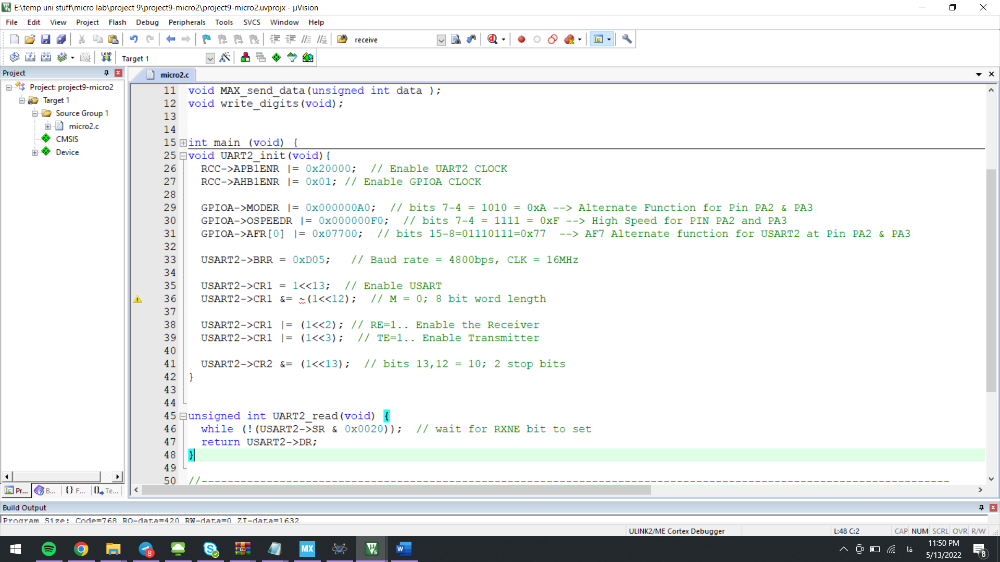 E:\temp uni stuff\micro lab\project 9\project9-micro2\project9-micro2.uvprojx - µVision
File Edit View Project Flash Debug Peripherals Tools SVCS Window Help
receive
LOAD Target 1
Project
micro2.c
Project: project9-micro2
Target 1
Source Group 1
micro2.c
CMSIS
Device
11 void MAX_send_data(unsigned int data );
12 void write_digits(void);
13
14
15 int main (void) {
25 void UART2_init(void){
26 RCC->APB1ENR |= 0x20000; // Enable UART2 CLOCK
27 RCC->AHB1ENR |= 0x01; // Enable GPIOA CLOCK
28
29 GPIOA->MODER |= 0x000000A0; // bits 7-4 = 1010 = 0xA --> Alternate Function for Pin PA2 & PA3
30 GPIOA->OSPEEDR |= 0x000000F0; // bits 7-4 = 1111 = 0xF --> High Speed for PIN PA2 and PA3
31 GPIOA->AFR[0] |= 0x07700; // bits 15-8=01110111=0x77 --> AF7 Alternate function for USART2 at Pin PA2 & PA3
32
33 USART2->BRR = 0xD05; // Baud rate = 4800bps, CLK = 16MHz
34
35 USART2->CR1 = 1<<13; // Enable USART
36 USART2->CR1 &= ~(1<<12); // M = 0; 8 bit word length
37
38 USART2->CR1 |= (1<<2); // RE=1.. Enable the Receiver
39 USART2->CR1 |= (1<<3); // TE=1.. Enable Transmitter
40
41 USART2->CR2 &= (1<<13); // bits 13,12 = 10; 2 stop bits
42 }
43
44
45 unsigned int UART2_read(void) {
46 while (!(USART2->SR & 0x0020)); // wait for RXNE bit to set
47 return USART2->DR;
48 }
49
50 //-------------------------------------------------------------------------------------------------------------------
Pr... B... {} F... Te...
Build Output
Program Size: Code=768 RO-data=420 RW-data=0 ZI-data=1632
ULINK2/ME Cortex Debugger L:48 C:2 CAP NUM SCRL OVR R/W
8 MX W فا 11:50 PM
5/13/2022 8